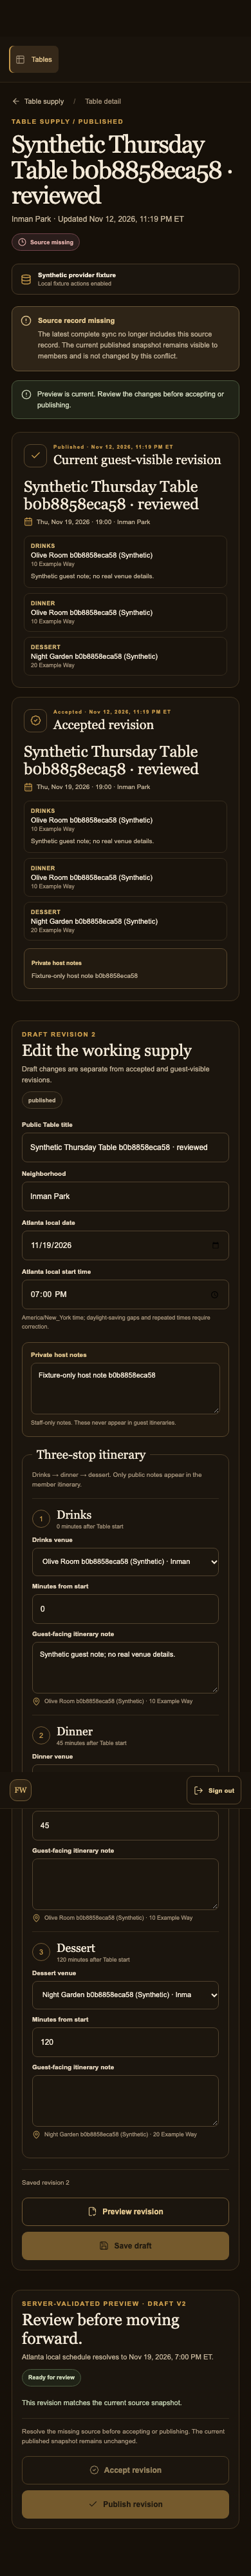 Tables
Table supply / Table detail
TABLE SUPPLY / PUBLISHED
Synthetic Thursday
Table b0b8858eca58 ·
reviewed
Inman Park · Updated Nov 12, 2026, 11:19 PM ET
Source missing
Synthetic provider fixture
Local fixture actions enabled
Source record missing
The latest complete sync no longer includes this
source record. The current published snapshot remains visible to
members and is not changed by this conflict.
Preview is current. Review the changes before accepting or
publishing.
Published · Nov 12, 2026, 11:19 PM ET
Current guest-visible revision
Synthetic Thursday Table
b0b8858eca58 · reviewed
Thu, Nov 19, 2026 · 19:00 · Inman Park
DRINKS
Olive Room b0b8858eca58 (Synthetic)
10 Example Way
Synthetic guest note; no real venue details.
DINNER
Olive Room b0b8858eca58 (Synthetic)
10 Example Way
DESSERT
Night Garden b0b8858eca58 (Synthetic)
20 Example Way
Accepted · Nov 12, 2026, 11:19 PM ET
Accepted revision
Synthetic Thursday Table
b0b8858eca58 · reviewed
Thu, Nov 19, 2026 · 19:00 · Inman Park
DRINKS
Olive Room b0b8858eca58 (Synthetic)
10 Example Way
Synthetic guest note; no real venue details.
DINNER
Olive Room b0b8858eca58 (Synthetic)
10 Example Way
DESSERT
Night Garden b0b8858eca58 (Synthetic)
20 Example Way
Private host notes
Fixture-only host note b0b8858eca58
DRAFT REVISION 2
Edit the working supply
Draft changes are separate from accepted and guest-visible
revisions.
published
Public Table title
Synthetic Thursday Table b0b8858eca58 · reviewed
Neighborhood
Inman Park
Atlanta local date
11/19/2026
Atlanta local start time
07:00 PM
America/New_York time; daylight-saving gaps and repeated times require
correction.
Private host notes
Fixture-only host note b0b8858eca58
Staff-only notes. These never appear in guest itineraries.
Three-stop itinerary
Drinks → dinner → dessert. Only public notes appear in the
member itinerary.
1
Drinks
0 minutes after Table start
Drinks venue
Olive Room b0b8858eca58 (Synthetic) · Inman
Minutes from start
0
Guest-facing itinerary note
Synthetic guest note; no real venue details.
Olive Room b0b8858eca58 (Synthetic) · 10 Example Way
2
Dinner
45 minutes after Table start
Dinner venue
FW
Sign out
45
Guest-facing itinerary note
Olive Room b0b8858eca58 (Synthetic) · 10 Example Way
3
Dessert
120 minutes after Table start
Dessert venue
Night Garden b0b8858eca58 (Synthetic) · Inma
Minutes from start
120
Guest-facing itinerary note
Night Garden b0b8858eca58 (Synthetic) · 20 Example Way
Saved revision 2
Preview revision
Save draft
SERVER-VALIDATED PREVIEW · DRAFT V2
Review before moving
forward.
Atlanta local schedule resolves to Nov 19, 2026, 7:00 PM ET.
Ready for review
This revision matches the current source snapshot.
Resolve the missing source before accepting or publishing. The current
published snapshot remains unchanged.
Accept revision
Publish revision